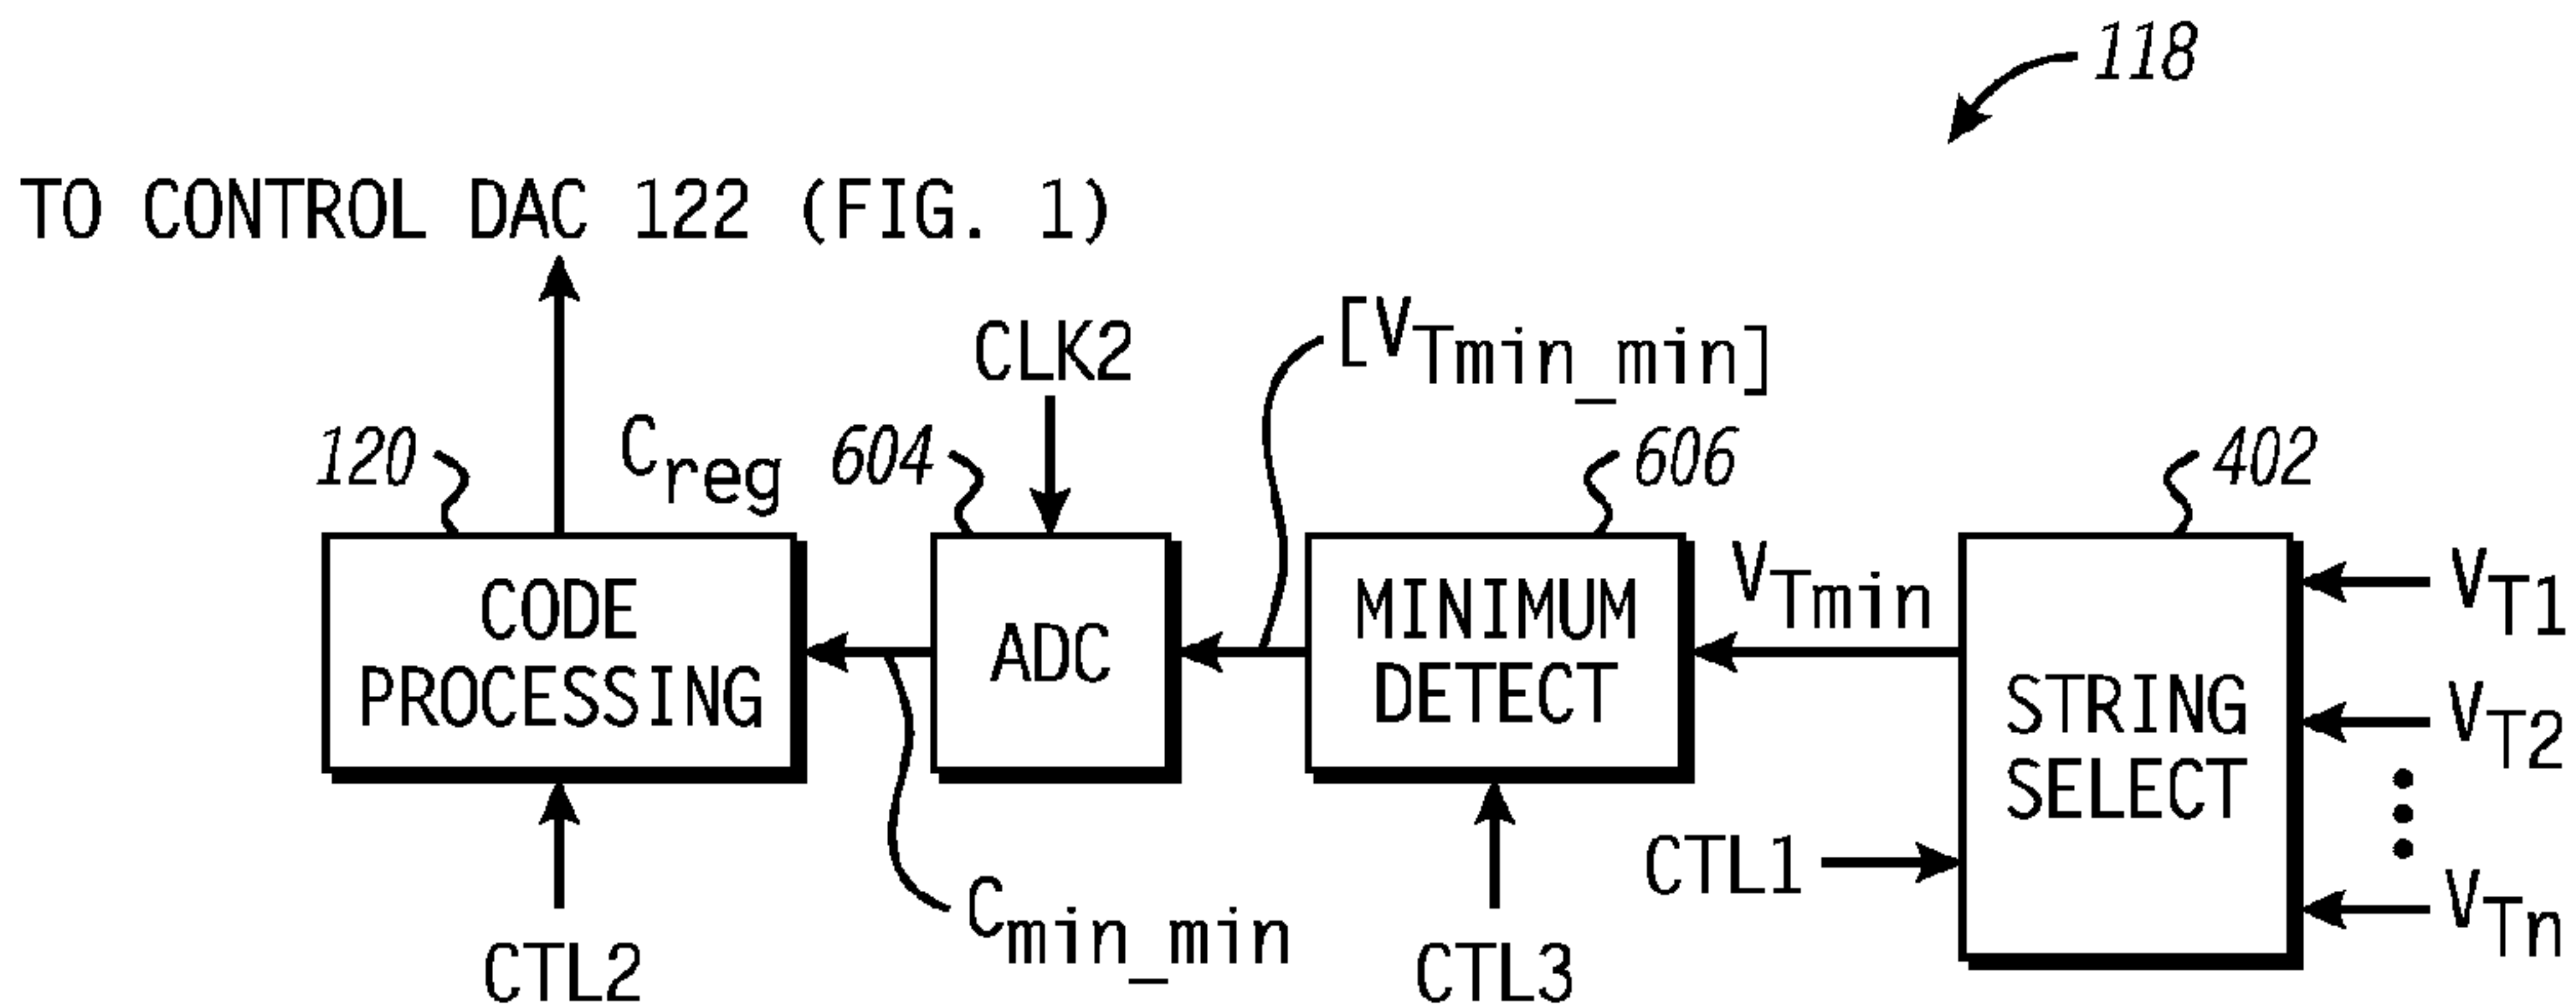 118
TO CONTROL DAC 122 (FIG. 1)
CLK2
[VTmin_min]
120
Creg
604
606
402
CODE
PROCESSING
ADC
MINIMUM
DETECT
VTmin
STRING
SELECT
VT1
VT2
VTn
CTL1
Cmin_min
CTL2
CTL3